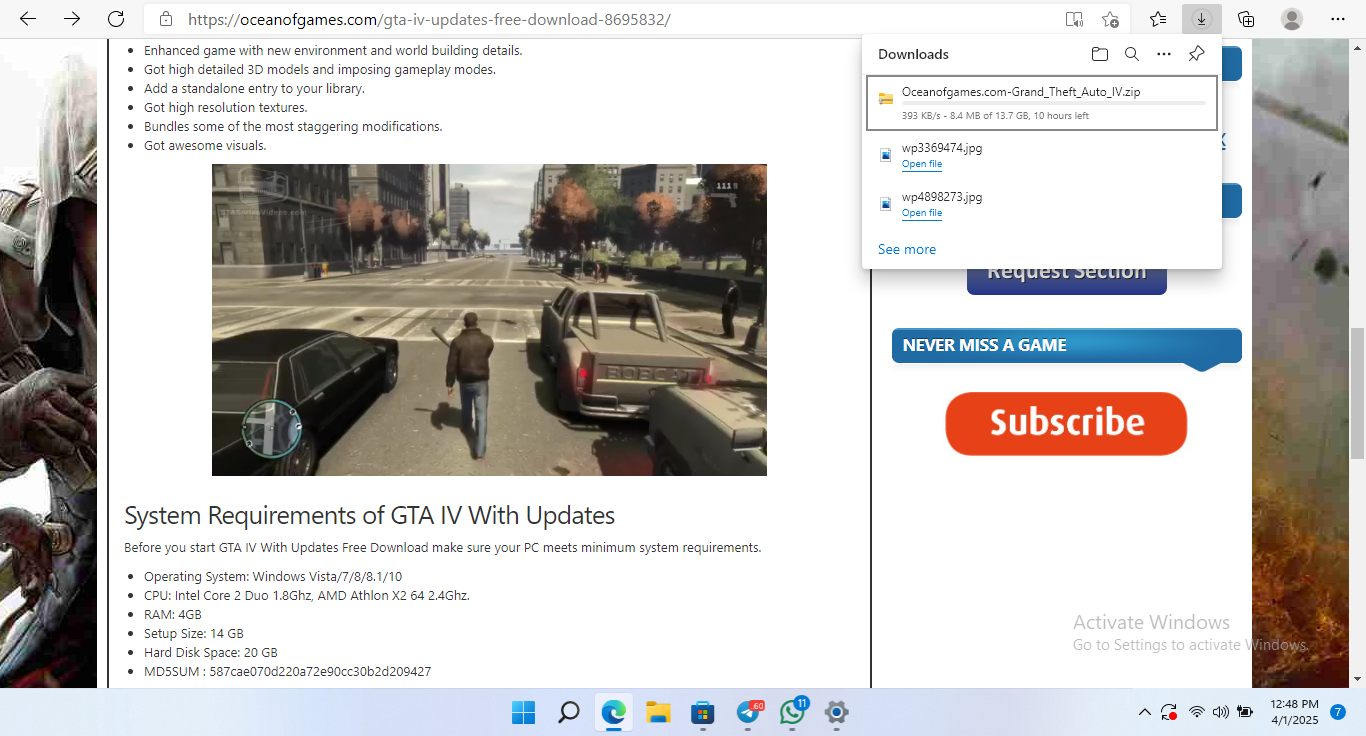 https://oceanofgames.com/gta-iv-updates-free-download-8695832/
Enhanced game with new environment and world building details.
Got high detailed 3D models and imposing gameplay modes.
Add a standalone entry to your library.
Got high resolution textures.
Bundles some of the most staggering modifications.
Got awesome visuals.
111$
BOBCAT
System Requirements of GTA IV With Updates
Before you start GTA IV With Updates Free Download make sure your PC meets minimum system requirements.
Operating System: Windows Vista/7/8/8.1/10
CPU: Intel Core 2 Duo 1.8Ghz, AMD Athlon X2 64 2.4Ghz.
RAM: 4GB
Setup Size: 14 GB
Hard Disk Space: 20 GB
MD5SUM : 587cae070d220a72e90cc30b2d209427
Downloads
Oceanofgames.com-Grand_Theft_Auto_IV.zip
393 KB/s - 8.4 MB of 13.7 GB, 10 hours left
wp3369474.jpg
Open file
wp4898273.jpg
Open file
See more
Request Section
NEVER MISS A GAME
Subscribe
Activate Windows
Go to Settings to activate Windows.
60
11
12:48 PM
4/1/2025
7